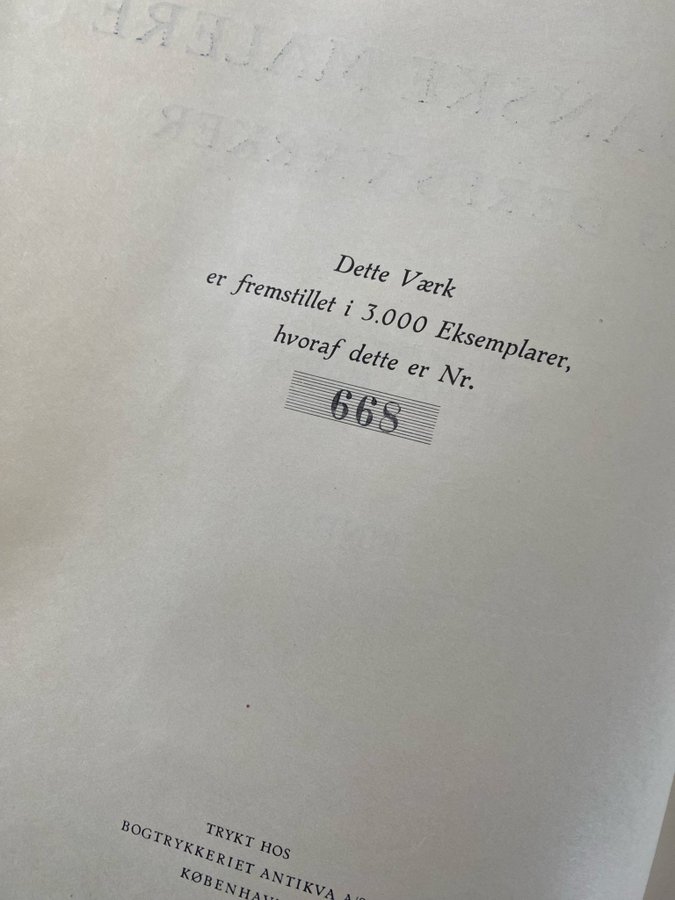 Dette Værk
er fremstillet i 3.000 Eksemplarer,
hvoraf dette er Nr.
668
TRYKT HOS
BOGTRYKKERIET ANTIKVA A/S